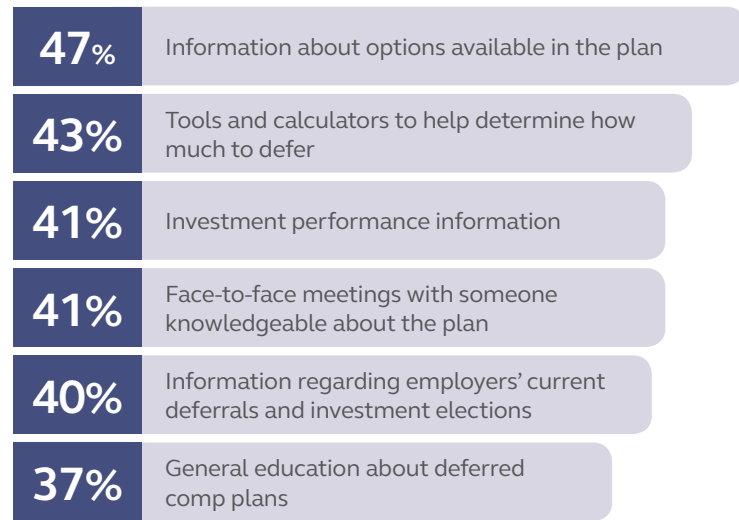 47%
Information about options available in the plan
43%
Tools and calculators to help determine how
much to defer
41%
Investment performance information
41%
Face-to-face meetings with someone
knowledgeable about the plan
40%
Information regarding employers’ current
deferrals and investment elections
37%
General education about deferred
comp plans